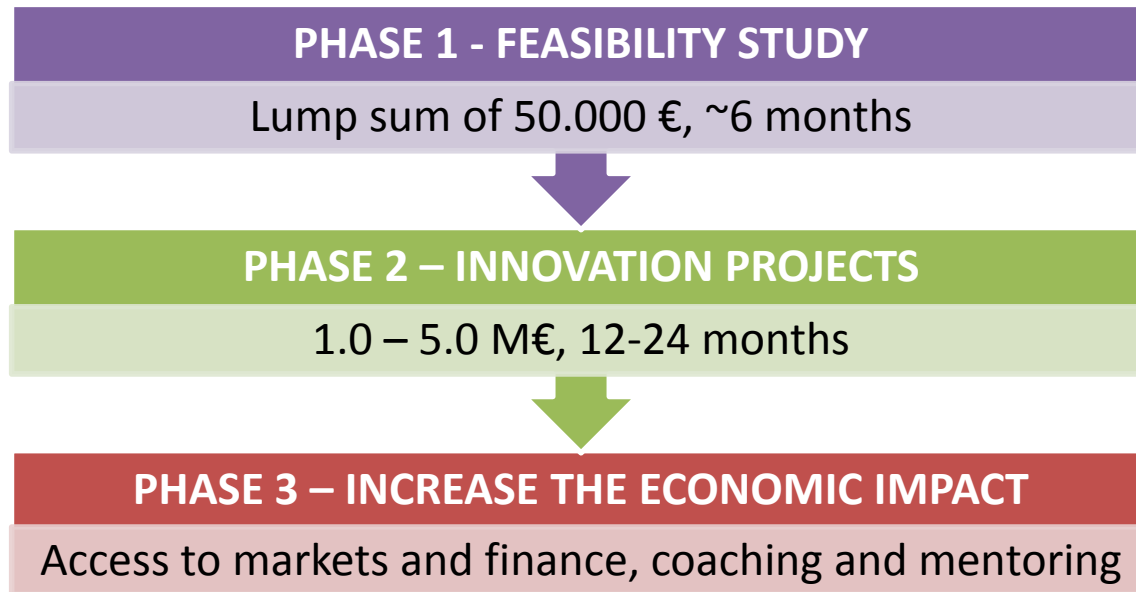 PHASE 1 - FEASIBILITY STUDY
Lump sum of 50.000 €, ~6 months
PHASE 2 – INNOVATION PROJECTS
1.0 – 5.0 M€, 12-24 months
PHASE 3 – INCREASE THE ECONOMIC IMPACT
Access to markets and finance, coaching and mentoring